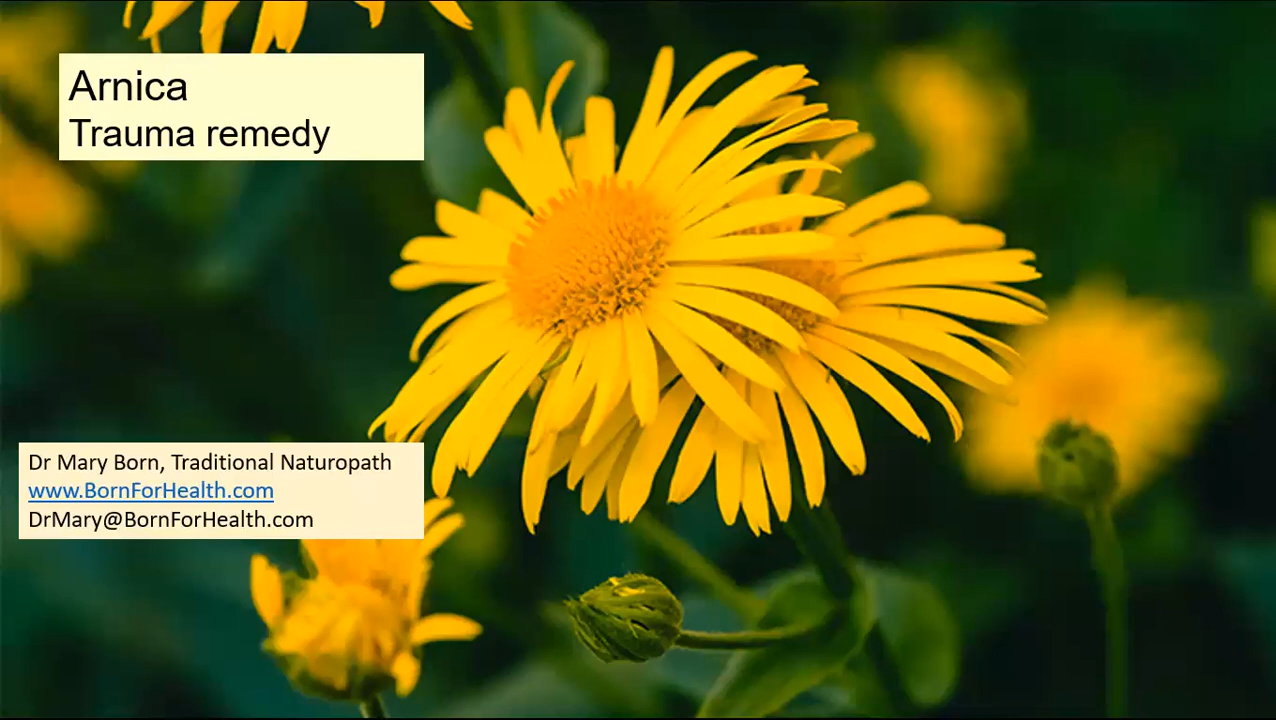 Arnica
Trauma remedy
Dr Mary Born, Traditional Naturopath
www.BornForHealth.com
DrMary@BornForHealth.com